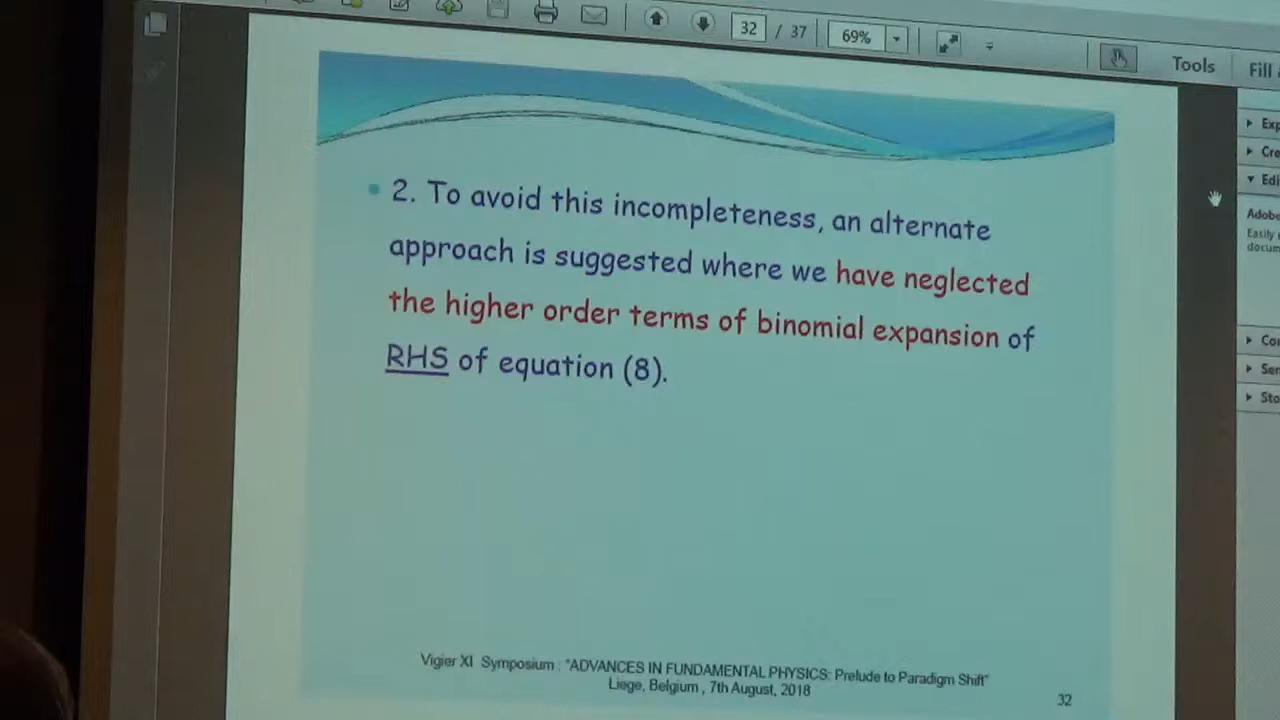 32 / 37
69%
Tools
Fill
2. To avoid this incompleteness, an alternate
approach is suggested where we have neglected
the higher order terms of binomial expansion of
RHS of equation (8).
Vigier XI Symposium : "ADVANCES IN FUNDAMENTAL PHYSICS: Prelude to Paradigm Shift"
Liege, Belgium , 7th August, 2018
32